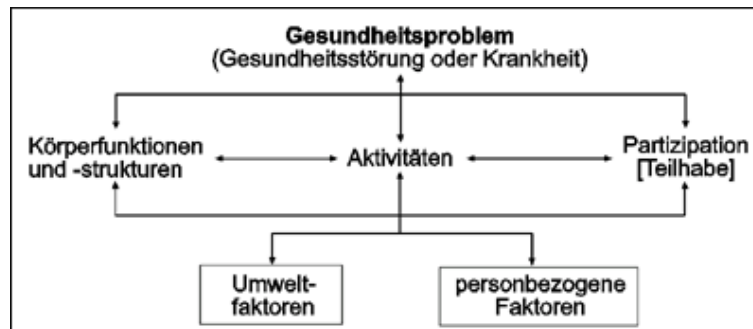 Gesundheitsproblem
(Gesundheitsstörung oder Krankheit)
Körperfunktionen
und -strukturen
Aktivitäten
Partizipation
[Teilhabe]
Umwelt-
faktoren
personbezogene
Faktoren